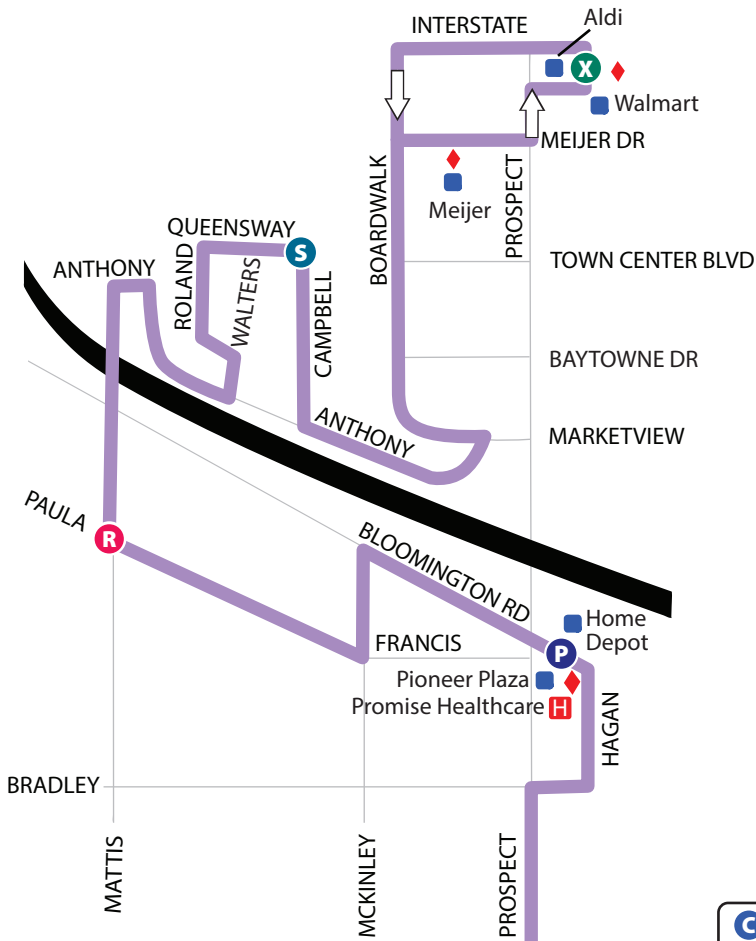 Aldi
INTERSTATE
X
Walmart
MEIJER DR
Meijer
BOARDWALK
PROSPECT
QUEENSWAY
S
TOWN CENTER BLVD
ANTHONY
ROLAND
WALTERS
CAMPBELL
BAYTOWNE DR
ANTHONY
MARKETVIEW
PAULA
R
BLOOMINGTON RD
Home
Depot
FRANCIS
P
Pioneer Plaza
Promise Healthcare
H
HAGAN
BRADLEY
MATTIS
MCKINLEY
PROSPECT
C